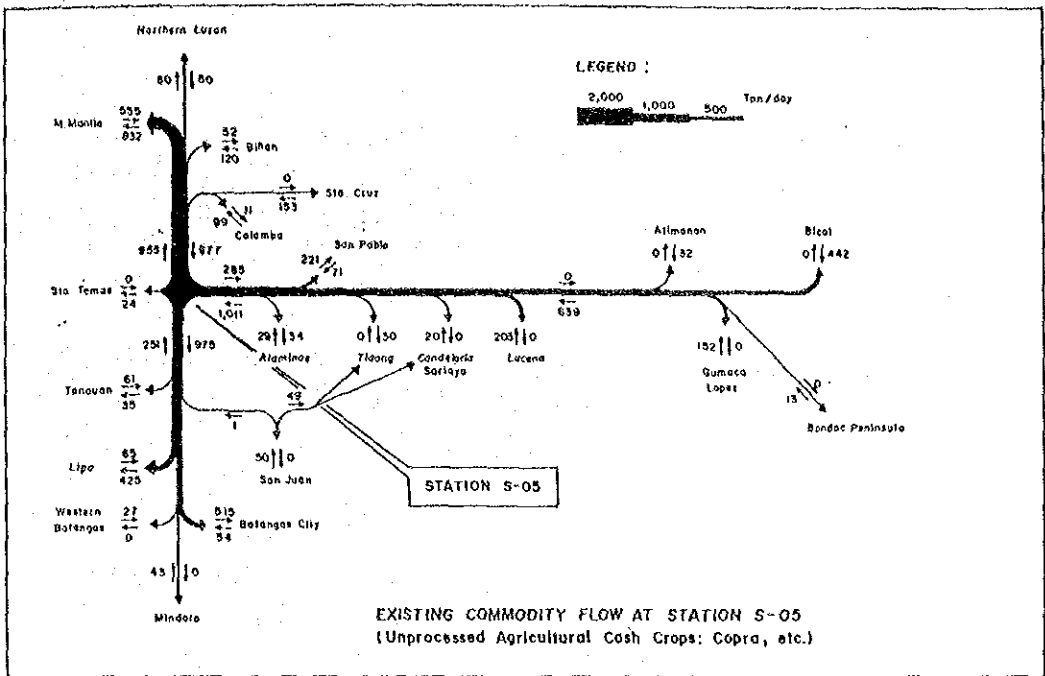 Northern Luzon
LEGEND :
80 80
2,000 1,000 500 Ton/day
M. Manila 555
832
52
120 Biñan
0
153 Sta. Cruz
99 11
Calamba
San Pablo
221 71
Atimonan
0 32
Bicol
0 442
955 677
285
1,011
0
639
Sto. Tomas 0
24
29 34
Alaminos
0 30
Tiaong
20 0
Candelaria
Sariaya
203 0
Lucena
152 0
Gumaca
Lopez
13 0
Bondoc Peninsula
251 975
Tanauan 61
35
49
1
50 0
San Juan
STATION S-05
Lipa 65
425
Western
Batangas 27
0
515
54 Batangas City
43 0
Mindoro
EXISTING COMMODITY FLOW AT STATION S-05
(Unprocessed Agricultural Cash Crops: Copra, etc.)